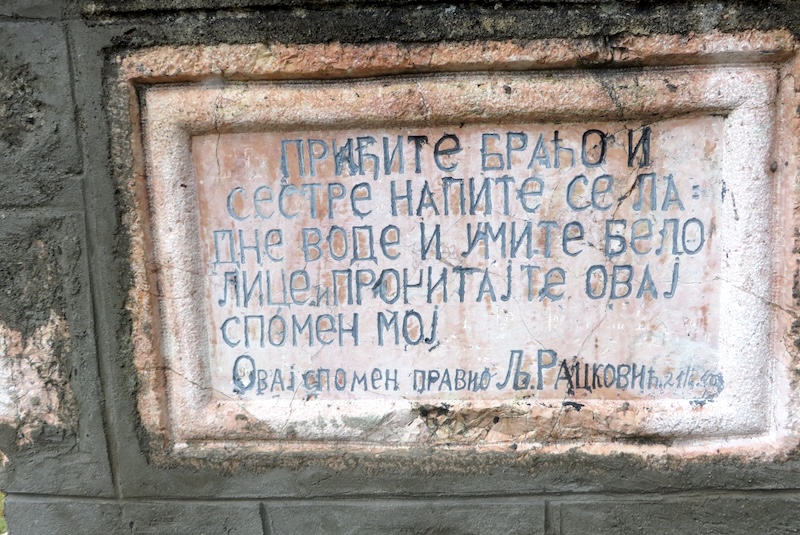 ПРИЂИТЕ БРАЋО И
СЕСТРЕ НАПИТЕ СЕ ЛА:
ДНЕ ВОДЕ И УМИТЕ БЕЛО
ЛИЦЕ И ПРОЧИТАЈТЕ ОВАЈ
СПОМЕН МОЈ
ОВАЈ СПОМЕН ПРАВИО Љ. РАЦКОВИЋ.